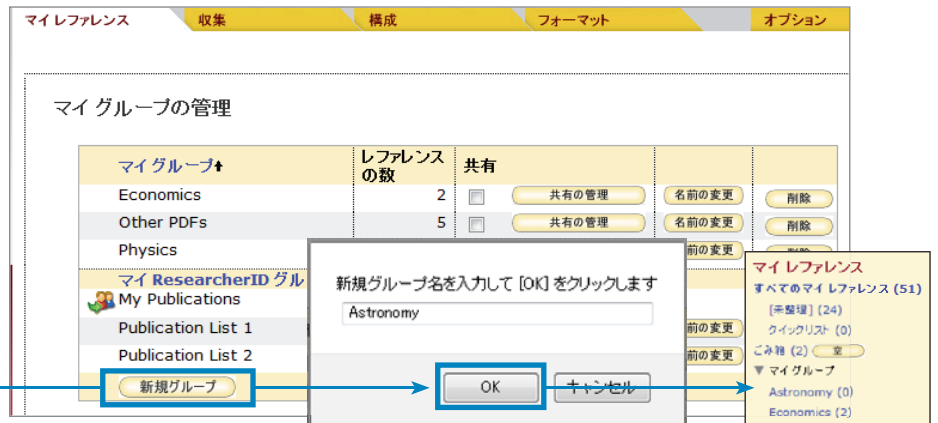 マイ レファレンス 収集 構成 フォーマット オプション
マイ グループの管理
マイ グループ レファレンスの数 共有
Economics 2 共有の管理 名前の変更 削除
Other PDFs 5 共有の管理 名前の変更 削除
Physics 前の変更
マイ ResearcherID グル
My Publications
Publication List 1 前の変更
Publication List 2 前の変更
新規グループ
新規グループ名を入力して [OK] をクリックします
Astronomy
OK キャンセル
マイ レファレンス
すべてのマイ レファレンス (51)
[未整理] (24)
クイックリスト (0)
ごみ箱 (2) 空
▼ マイ グループ
Astronomy (0)
Economics (2)